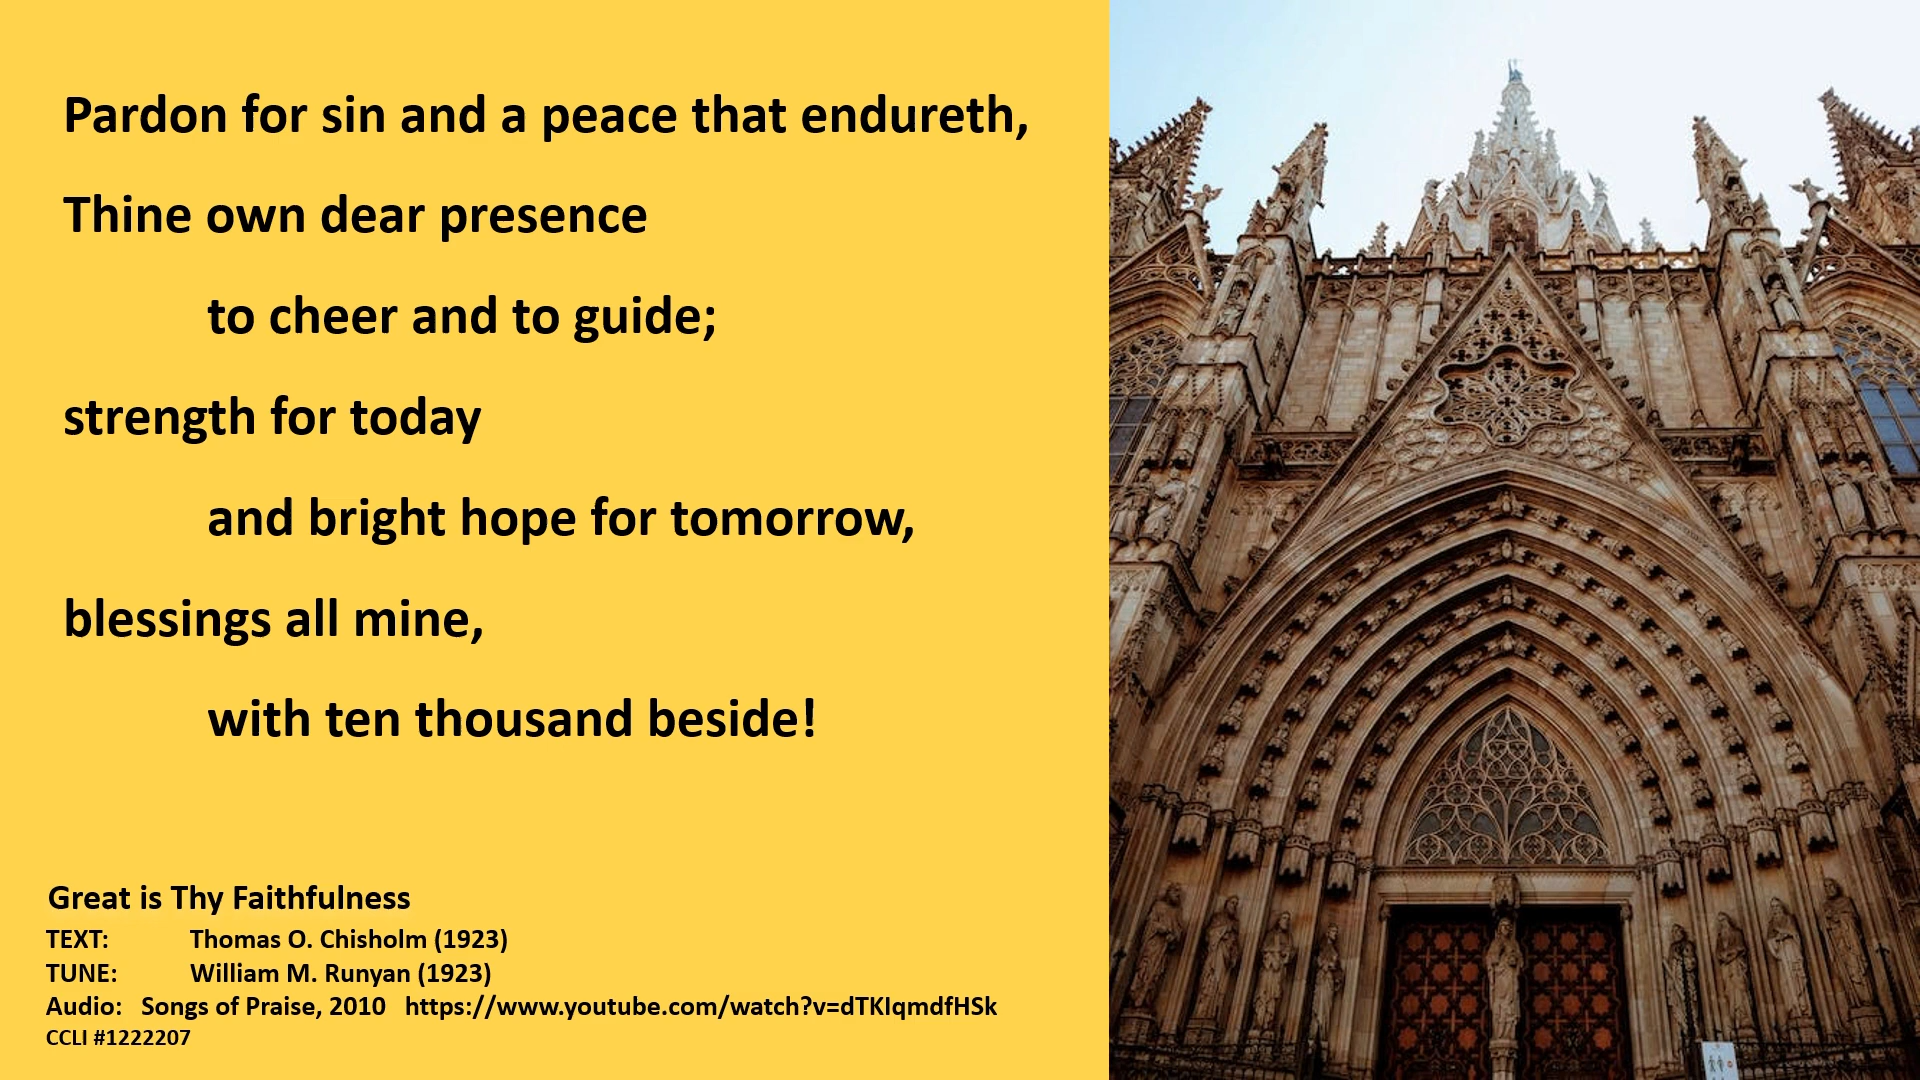 Pardon for sin and a peace that endureth,
Thine own dear presence
to cheer and to guide;
strength for today
and bright hope for tomorrow,
blessings all mine,
with ten thousand beside!
Great is Thy Faithfulness
TEXT: Thomas O. Chisholm (1923)
TUNE: William M. Runyan (1923)
Audio: Songs of Praise, 2010 https://www.youtube.com/watch?v=dTKIqmdfHSk
CCLI #1222207